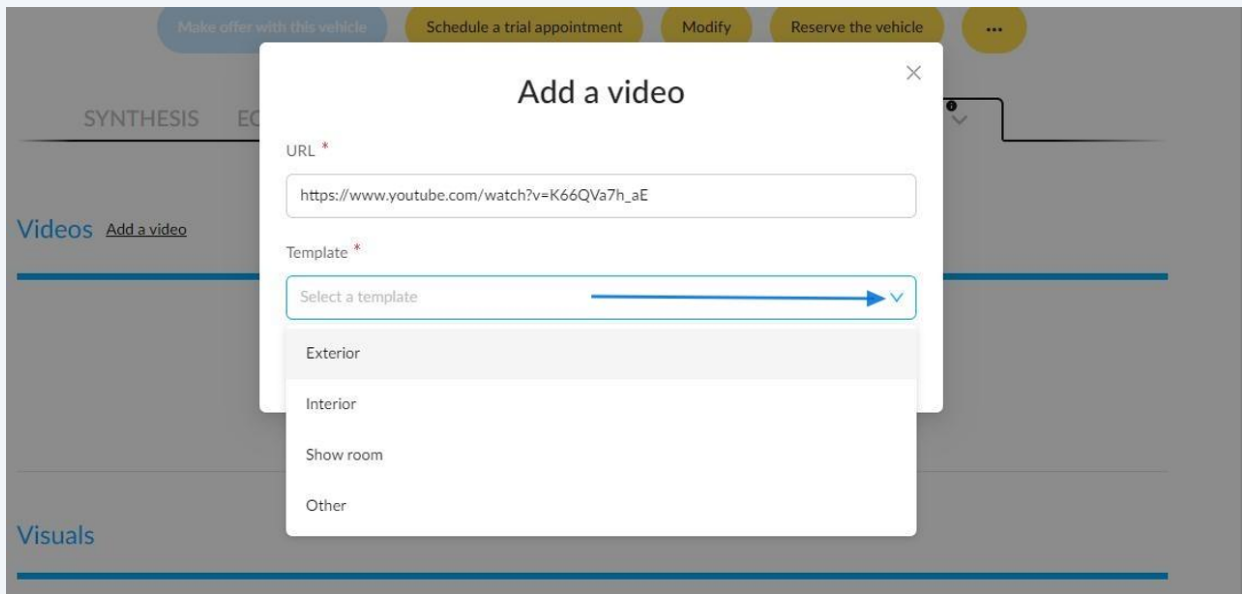 Make offer with this vehicle Schedule a trial appointment Modify Reserve the vehicle ...
Add a video
SYNTHESIS
URL *
https://www.youtube.com/watch?v=K66QVa7h_aE
Videos Add a video
Template *
Select a template
Exterior
Interior
Show room
Other
Visuals